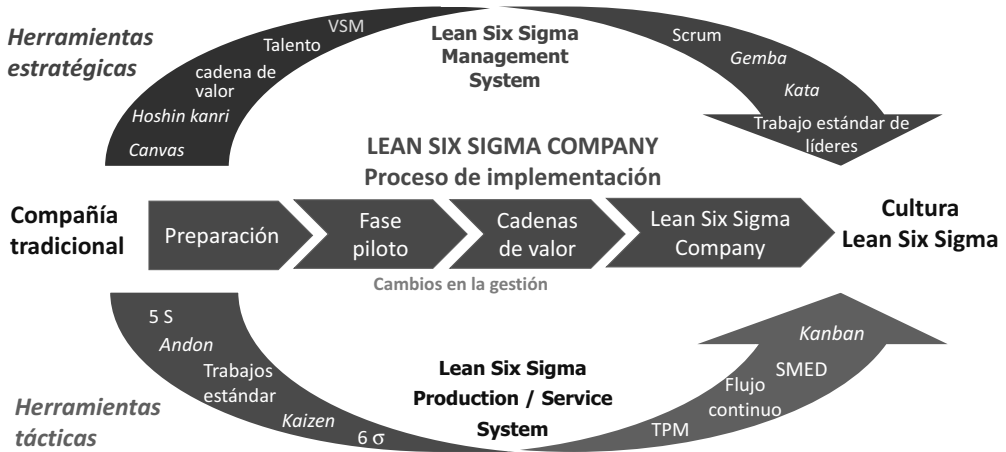 Herramientas
estratégicas
VSM
Talento
cadena de
valor
Hoshin kanri
Canvas
Lean Six Sigma
Management
System
Scrum
Gemba
Kata
Trabajo estándar de
líderes
LEAN SIX SIGMA COMPANY
Proceso de implementación
Compañía
tradicional
Preparación
Fase
piloto
Cadenas
de valor
Lean Six Sigma
Company
Cultura
Lean Six Sigma
Cambios en la gestión
5 S
Andon
Trabajos
estándar
Kaizen
6 σ
Herramientas
tácticas
Lean Six Sigma
Production / Service
System
Kanban
SMED
Flujo
continuo
TPM